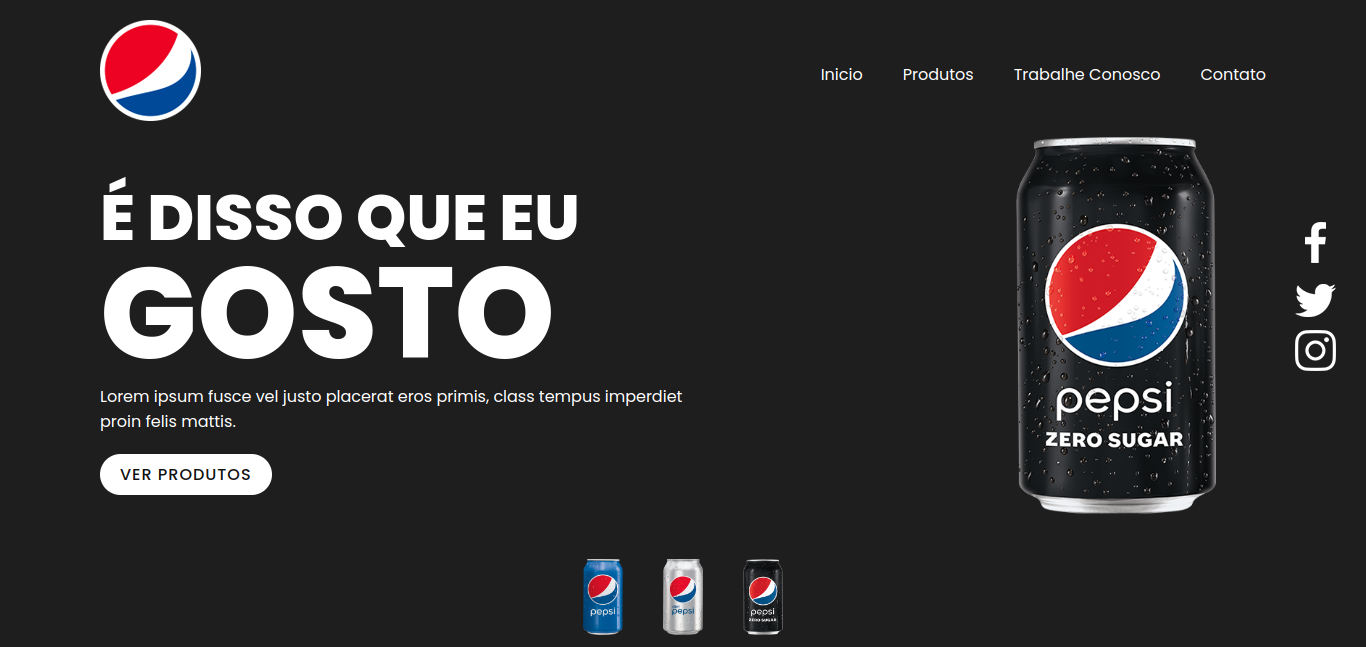 Inicio Produtos Trabalhe Conosco Contato
É DISSO QUE EU
GOSTO
Lorem ipsum fusce vel justo placerat eros primis, class tempus imperdiet
proin felis mattis.
VER PRODUTOS
pepsi
ZERO SUGAR
pepsi
pepsi
pepsi
ZERO SUGAR